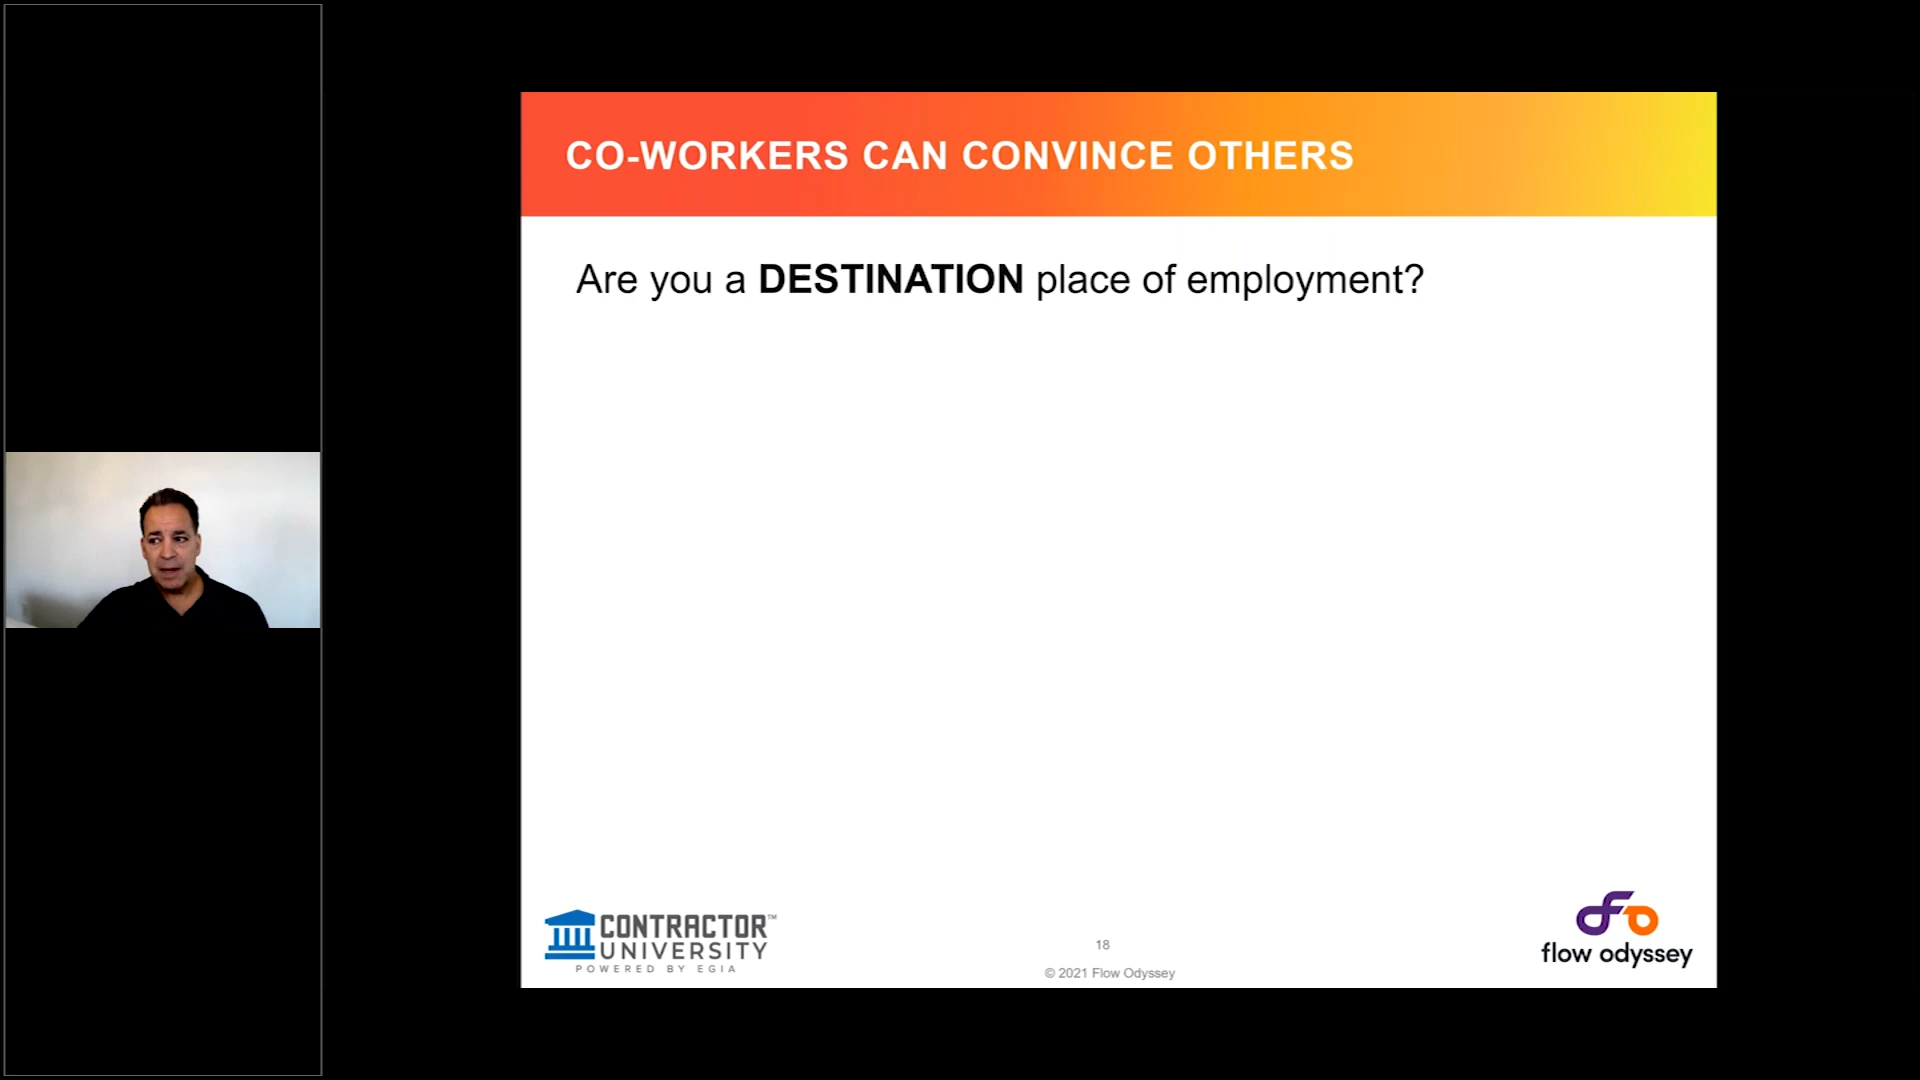 CO-WORKERS CAN CONVINCE OTHERS
Are you a DESTINATION place of employment?
CONTRACTOR™
UNIVERSITY
POWERED BY EGIA
18
© 2021 Flow Odyssey
flow odyssey